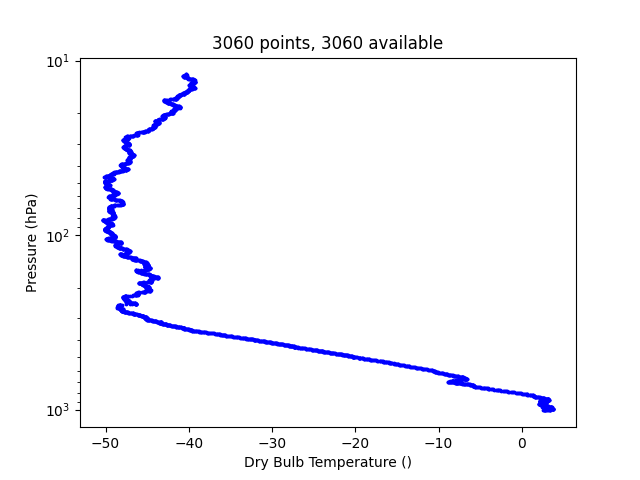 3060 points, 3060 available
10¹
10²
10³
Pressure (hPa)
−50 −40 −30 −20 −10 0
Dry Bulb Temperature ()